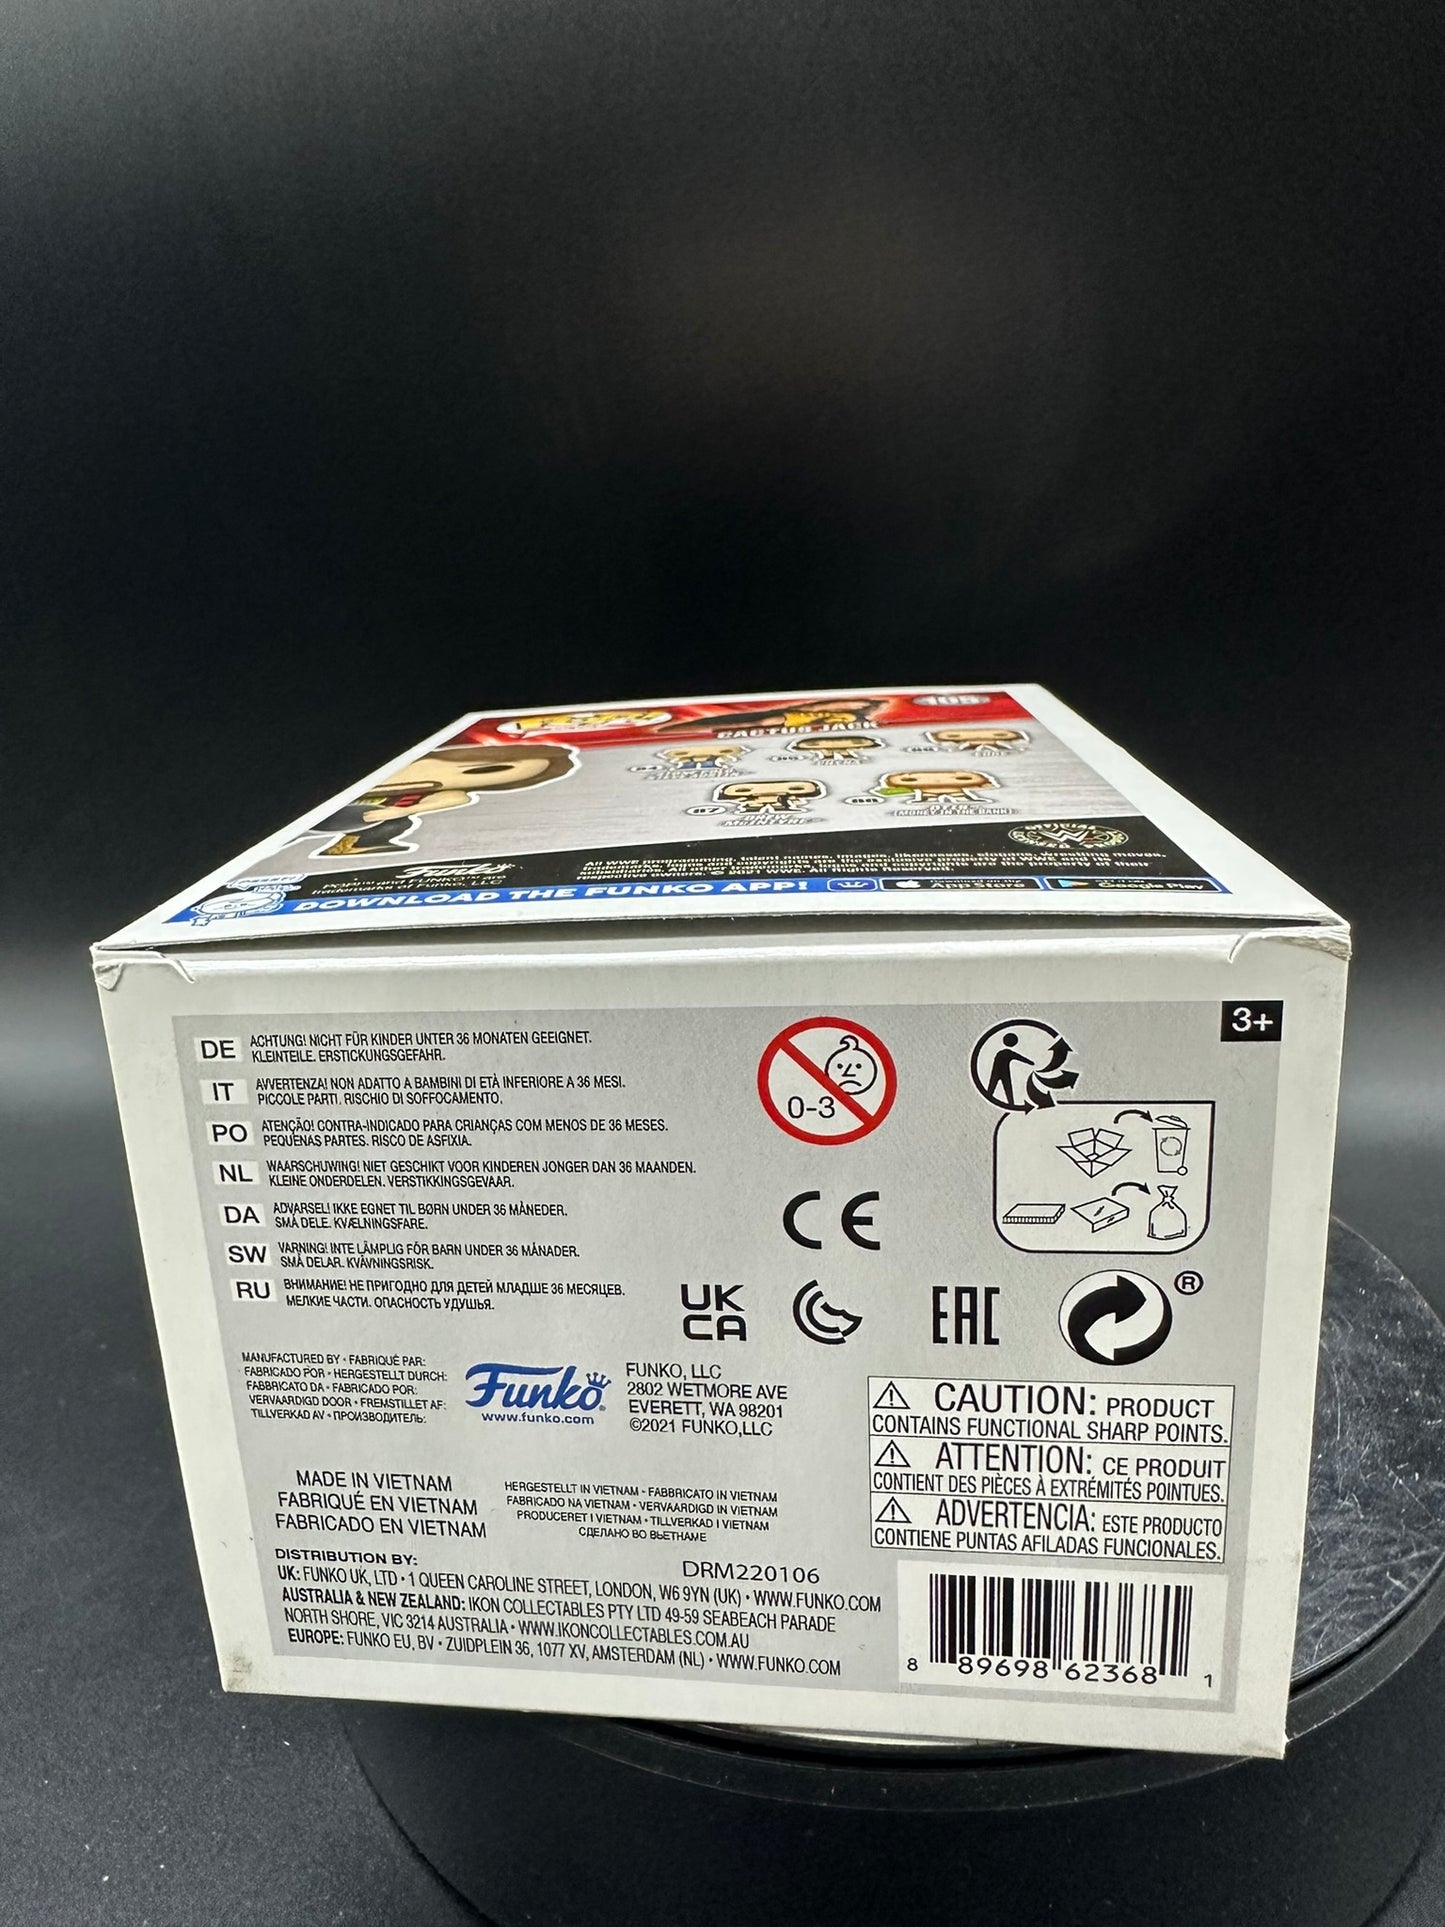 105
CACTUS JACK
87
88
[MONEY IN THE BANK]
Funko
DOWNLOAD THE FUNKO APP!
App Store
Google Play
3+
DE ACHTUNG! NICHT FÜR KINDER UNTER 36 MONATEN GEEIGNET.
KLEINTEILE. ERSTICKUNGSGEFAHR.
IT AVVERTENZA! NON ADATTO A BAMBINI DI ETÀ INFERIORE A 36 MESI.
PICCOLE PARTI. RISCHIO DI SOFFOCAMENTO.
PO ATENÇÃO! CONTRA-INDICADO PARA CRIANÇAS COM MENOS DE 36 MESES.
PEQUENAS PARTES. RISCO DE ASFIXIA.
NL WAARSCHUWING! NIET GESCHIKT VOOR KINDEREN JONGER DAN 36 MAANDEN.
KLEINE ONDERDELEN. VERSTIKKINGSGEVAAR.
DA ADVARSEL! IKKE EGNET TIL BØRN UNDER 36 MÅNEDER.
SMÅ DELE. KVÆLNINGSFARE.
SW VARNING! INTE LÄMPLIG FÖR BARN UNDER 36 MÅNADER.
SMÅ DELAR. KVÄVNINGSRISK.
RU ВНИМАНИЕ! НЕ ПРИГОДНО ДЛЯ ДЕТЕЙ МЛАДШЕ 36 МЕСЯЦЕВ.
МЕЛКИЕ ЧАСТИ. ОПАСНОСТЬ УДУШЬЯ.
0-3
CE
UK
CA
EAC
®
MANUFACTURED BY • FABRIQUÉ PAR:
FABRICADO POR • HERGESTELLT DURCH:
FABBRICATO DA • FABRICADO POR:
VERVAARDIGD DOOR • FREMSTILLET AF:
TILLVERKAD AV • ПРОИЗВОДИТЕЛЬ:
Funko®
www.funko.com
FUNKO, LLC
2802 WETMORE AVE
EVERETT, WA 98201
©2021 FUNKO,LLC
CAUTION: PRODUCT
CONTAINS FUNCTIONAL SHARP POINTS.
ATTENTION: CE PRODUIT
CONTIENT DES PIÈCES À EXTRÉMITÉS POINTUES.
ADVERTENCIA: ESTE PRODUCTO
CONTIENE PUNTAS AFILADAS FUNCIONALES.
MADE IN VIETNAM
FABRIQUÉ EN VIETNAM
FABRICADO EN VIETNAM
HERGESTELLT IN VIETNAM • FABBRICATO IN VIETNAM
FABRICADO NA VIETNAM • VERVAARDIGD IN VIETNAM
PRODUCERET I VIETNAM • TILLVERKAD I VIETNAM
СДЕЛАНО ВО ВЬЕТНАМЕ
DRM220106
DISTRIBUTION BY:
UK: FUNKO UK, LTD • 1 QUEEN CAROLINE STREET, LONDON, W6 9YN (UK) • WWW.FUNKO.COM
AUSTRALIA & NEW ZEALAND: IKON COLLECTABLES PTY LTD 49-59 SEABEACH PARADE
NORTH SHORE, VIC 3214 AUSTRALIA • WWW.IKONCOLLECTABLES.COM.AU
EUROPE: FUNKO EU, BV • ZUIDPLEIN 36, 1077 XV, AMSTERDAM (NL) • WWW.FUNKO.COM
8 89698 62368 1